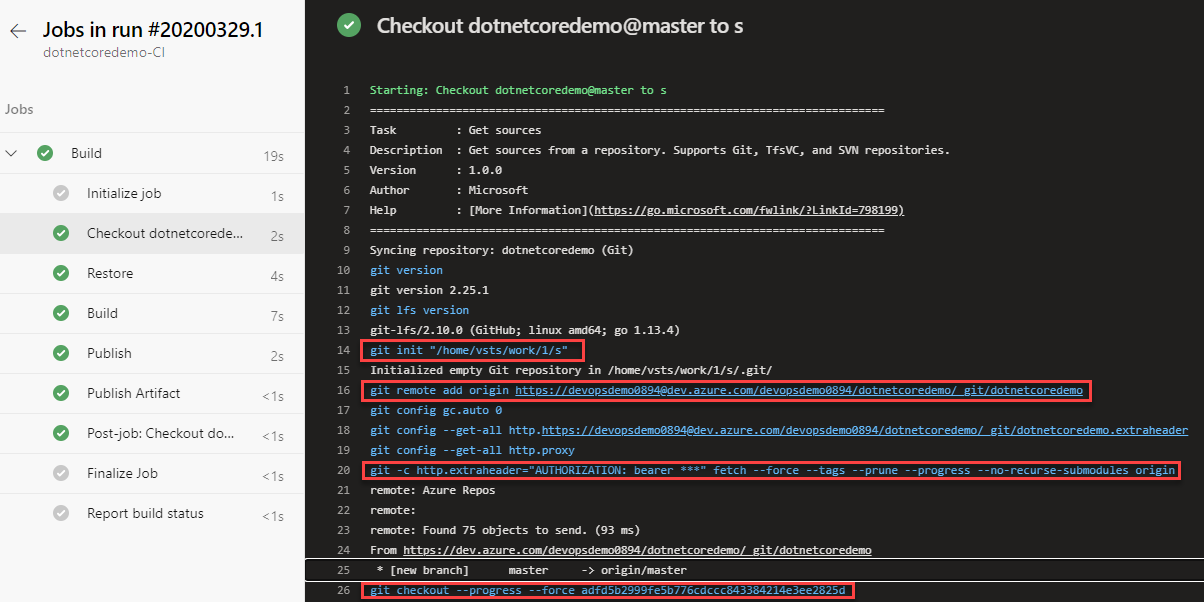 Jobs in run #20200329.1
dotnetcoredemo-CI
Jobs
Build 19s
Initialize job 1s
Checkout dotnetcorede... 2s
Restore 4s
Build 7s
Publish 2s
Publish Artifact <1s
Post-job: Checkout do... <1s
Finalize Job <1s
Report build status <1s
Checkout dotnetcoredemo@master to s
1 Starting: Checkout dotnetcoredemo@master to s
2 ==============================================================================
3 Task         : Get sources
4 Description  : Get sources from a repository. Supports Git, TfsVC, and SVN repositories.
5 Version      : 1.0.0
6 Author       : Microsoft
7 Help         : [More Information](https://go.microsoft.com/fwlink/?LinkId=798199)
8 ==============================================================================
9 Syncing repository: dotnetcoredemo (Git)
10 git version
11 git version 2.25.1
12 git lfs version
13 git-lfs/2.10.0 (GitHub; linux amd64; go 1.13.4)
14 git init "/home/vsts/work/1/s"
15 Initialized empty Git repository in /home/vsts/work/1/s/.git/
16 git remote add origin https://devopsdemo0894@dev.azure.com/devopsdemo0894/dotnetcoredemo/_git/dotnetcoredemo
17 git config gc.auto 0
18 git config --get-all http.https://devopsdemo0894@dev.azure.com/devopsdemo0894/dotnetcoredemo/_git/dotnetcoredemo.extraheader
19 git config --get-all http.proxy
20 git -c http.extraheader="AUTHORIZATION: bearer ***" fetch --force --tags --prune --progress --no-recurse-submodules origin
21 remote: Azure Repos
22 remote:
23 remote: Found 75 objects to send. (93 ms)
24 From https://dev.azure.com/devopsdemo0894/dotnetcoredemo/_git/dotnetcoredemo
25  * [new branch]      master     -> origin/master
26 git checkout --progress --force adfd5b2999fe5b776cdccc843384214e3ee2825d